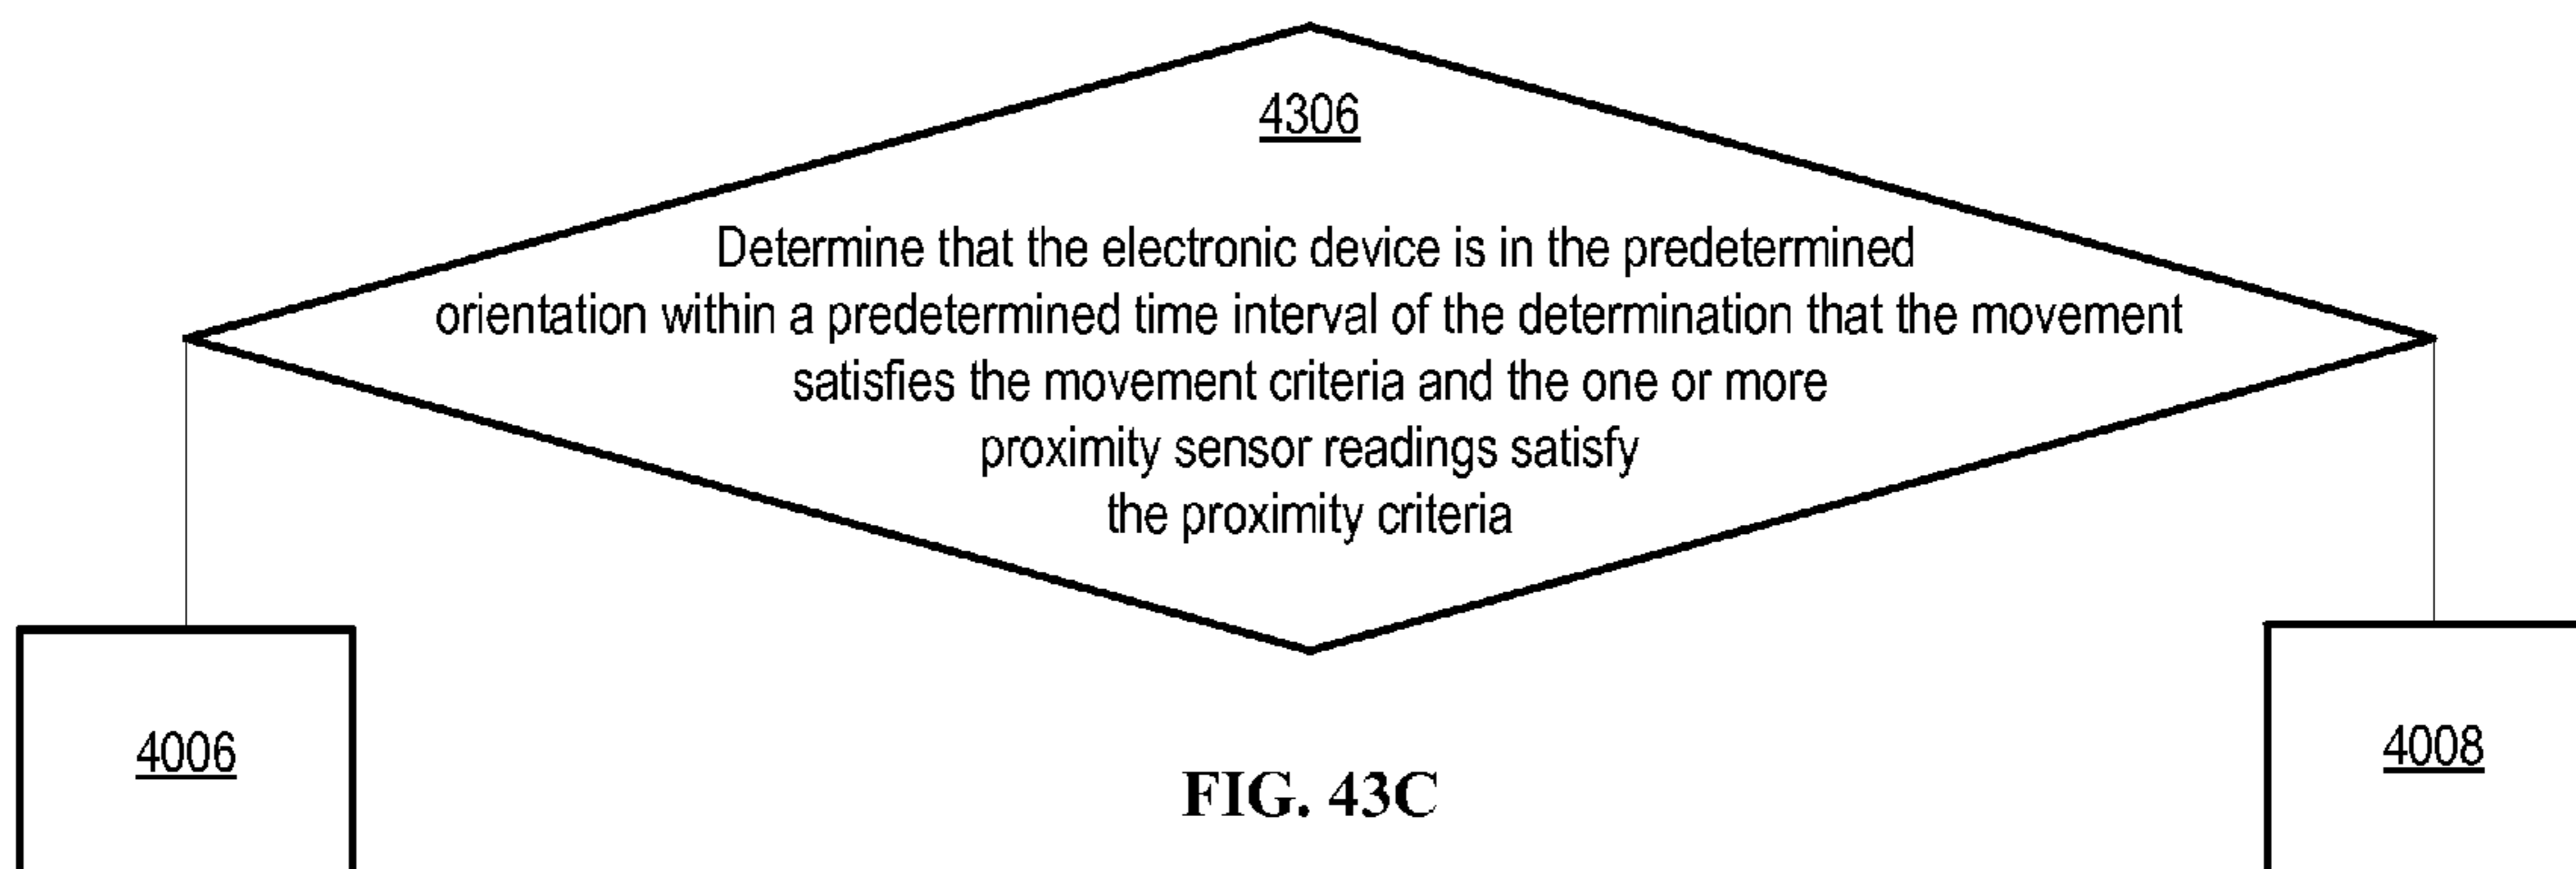 4306
Determine that the electronic device is in the predetermined
orientation within a predetermined time interval of the determination that the movement
satisfies the movement criteria and the one or more
proximity sensor readings satisfy
the proximity criteria
4006
4008
FIG. 43C